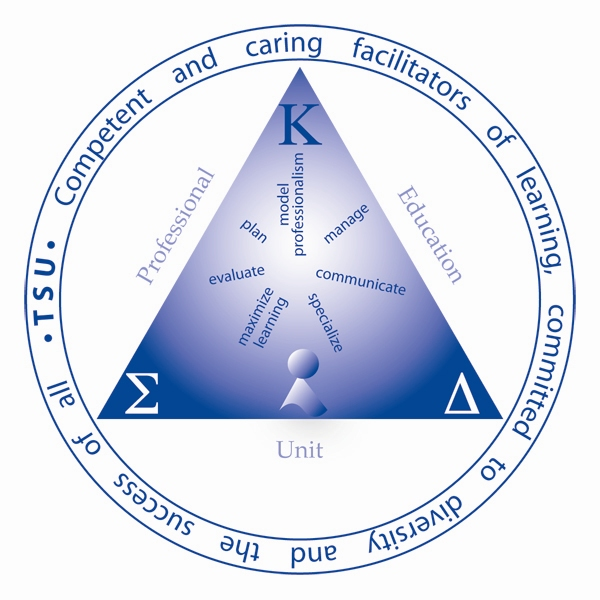 •TSU• Competent and caring facilitators of learning, committed to diversity and the success of all
Professional
Education
Unit
K
Σ
Δ
plan
model
professionalism
manage
evaluate
communicate
maximize
learning
specialize